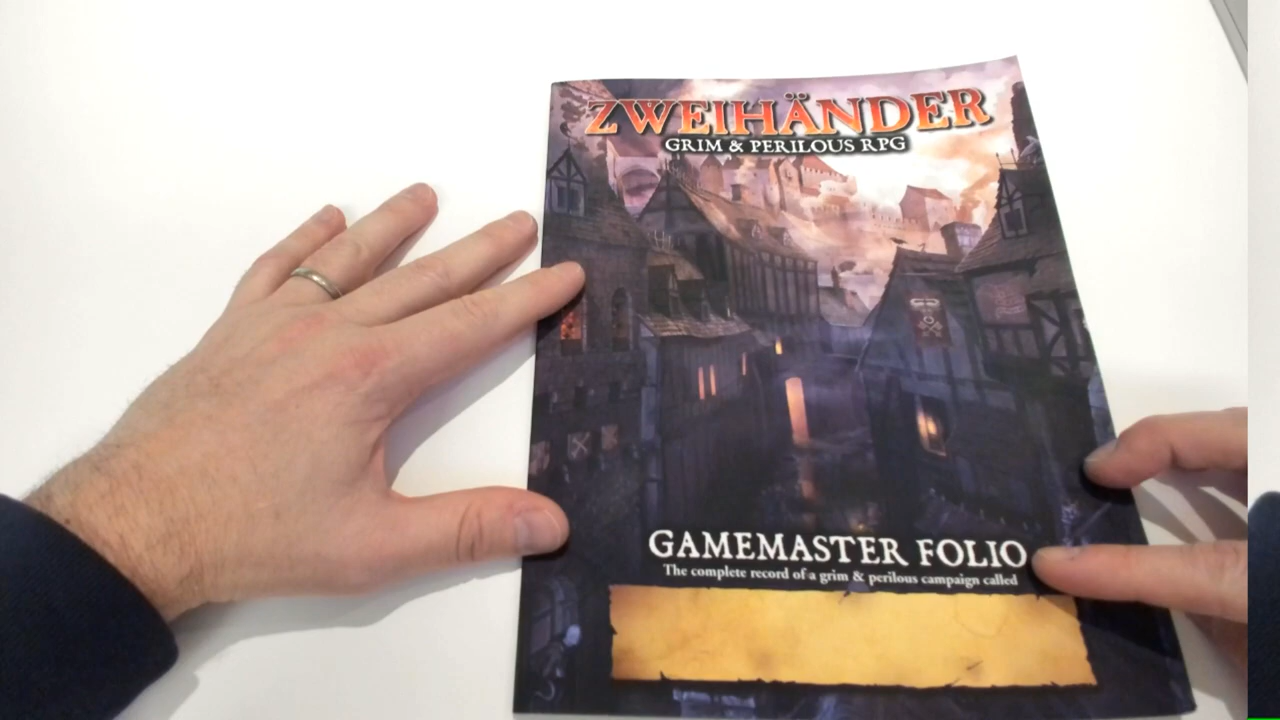 ZWEIHÄNDER
GRIM & PERILOUS RPG
GAMEMASTER FOLIO
The complete record of a grim & perilous campaign called